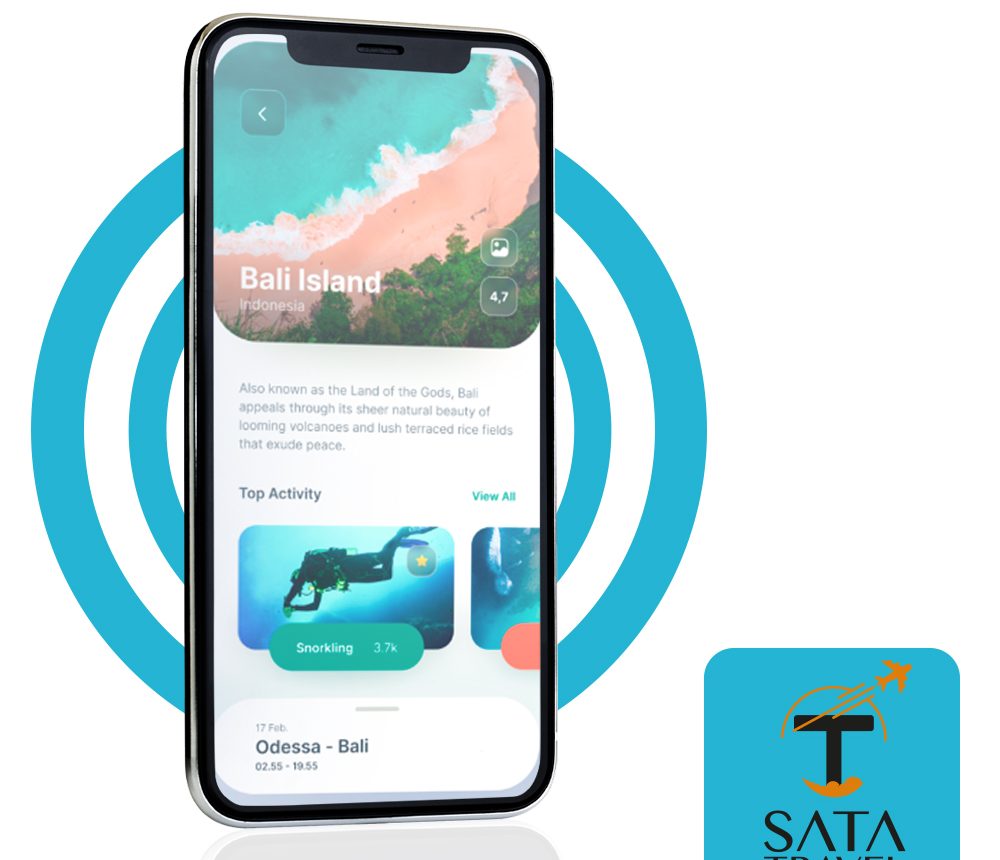 Bali Island
Indonesia
4,7
Also known as the Land of the Gods, Bali
appeals through its sheer natural beauty of
looming volcanoes and lush terraced rice fields
that exude peace.
Top Activity
View All
Snorkling 3.7k
17 Feb.
Odessa - Bali
02.55 - 19.55
T
SATA
TRAVEL